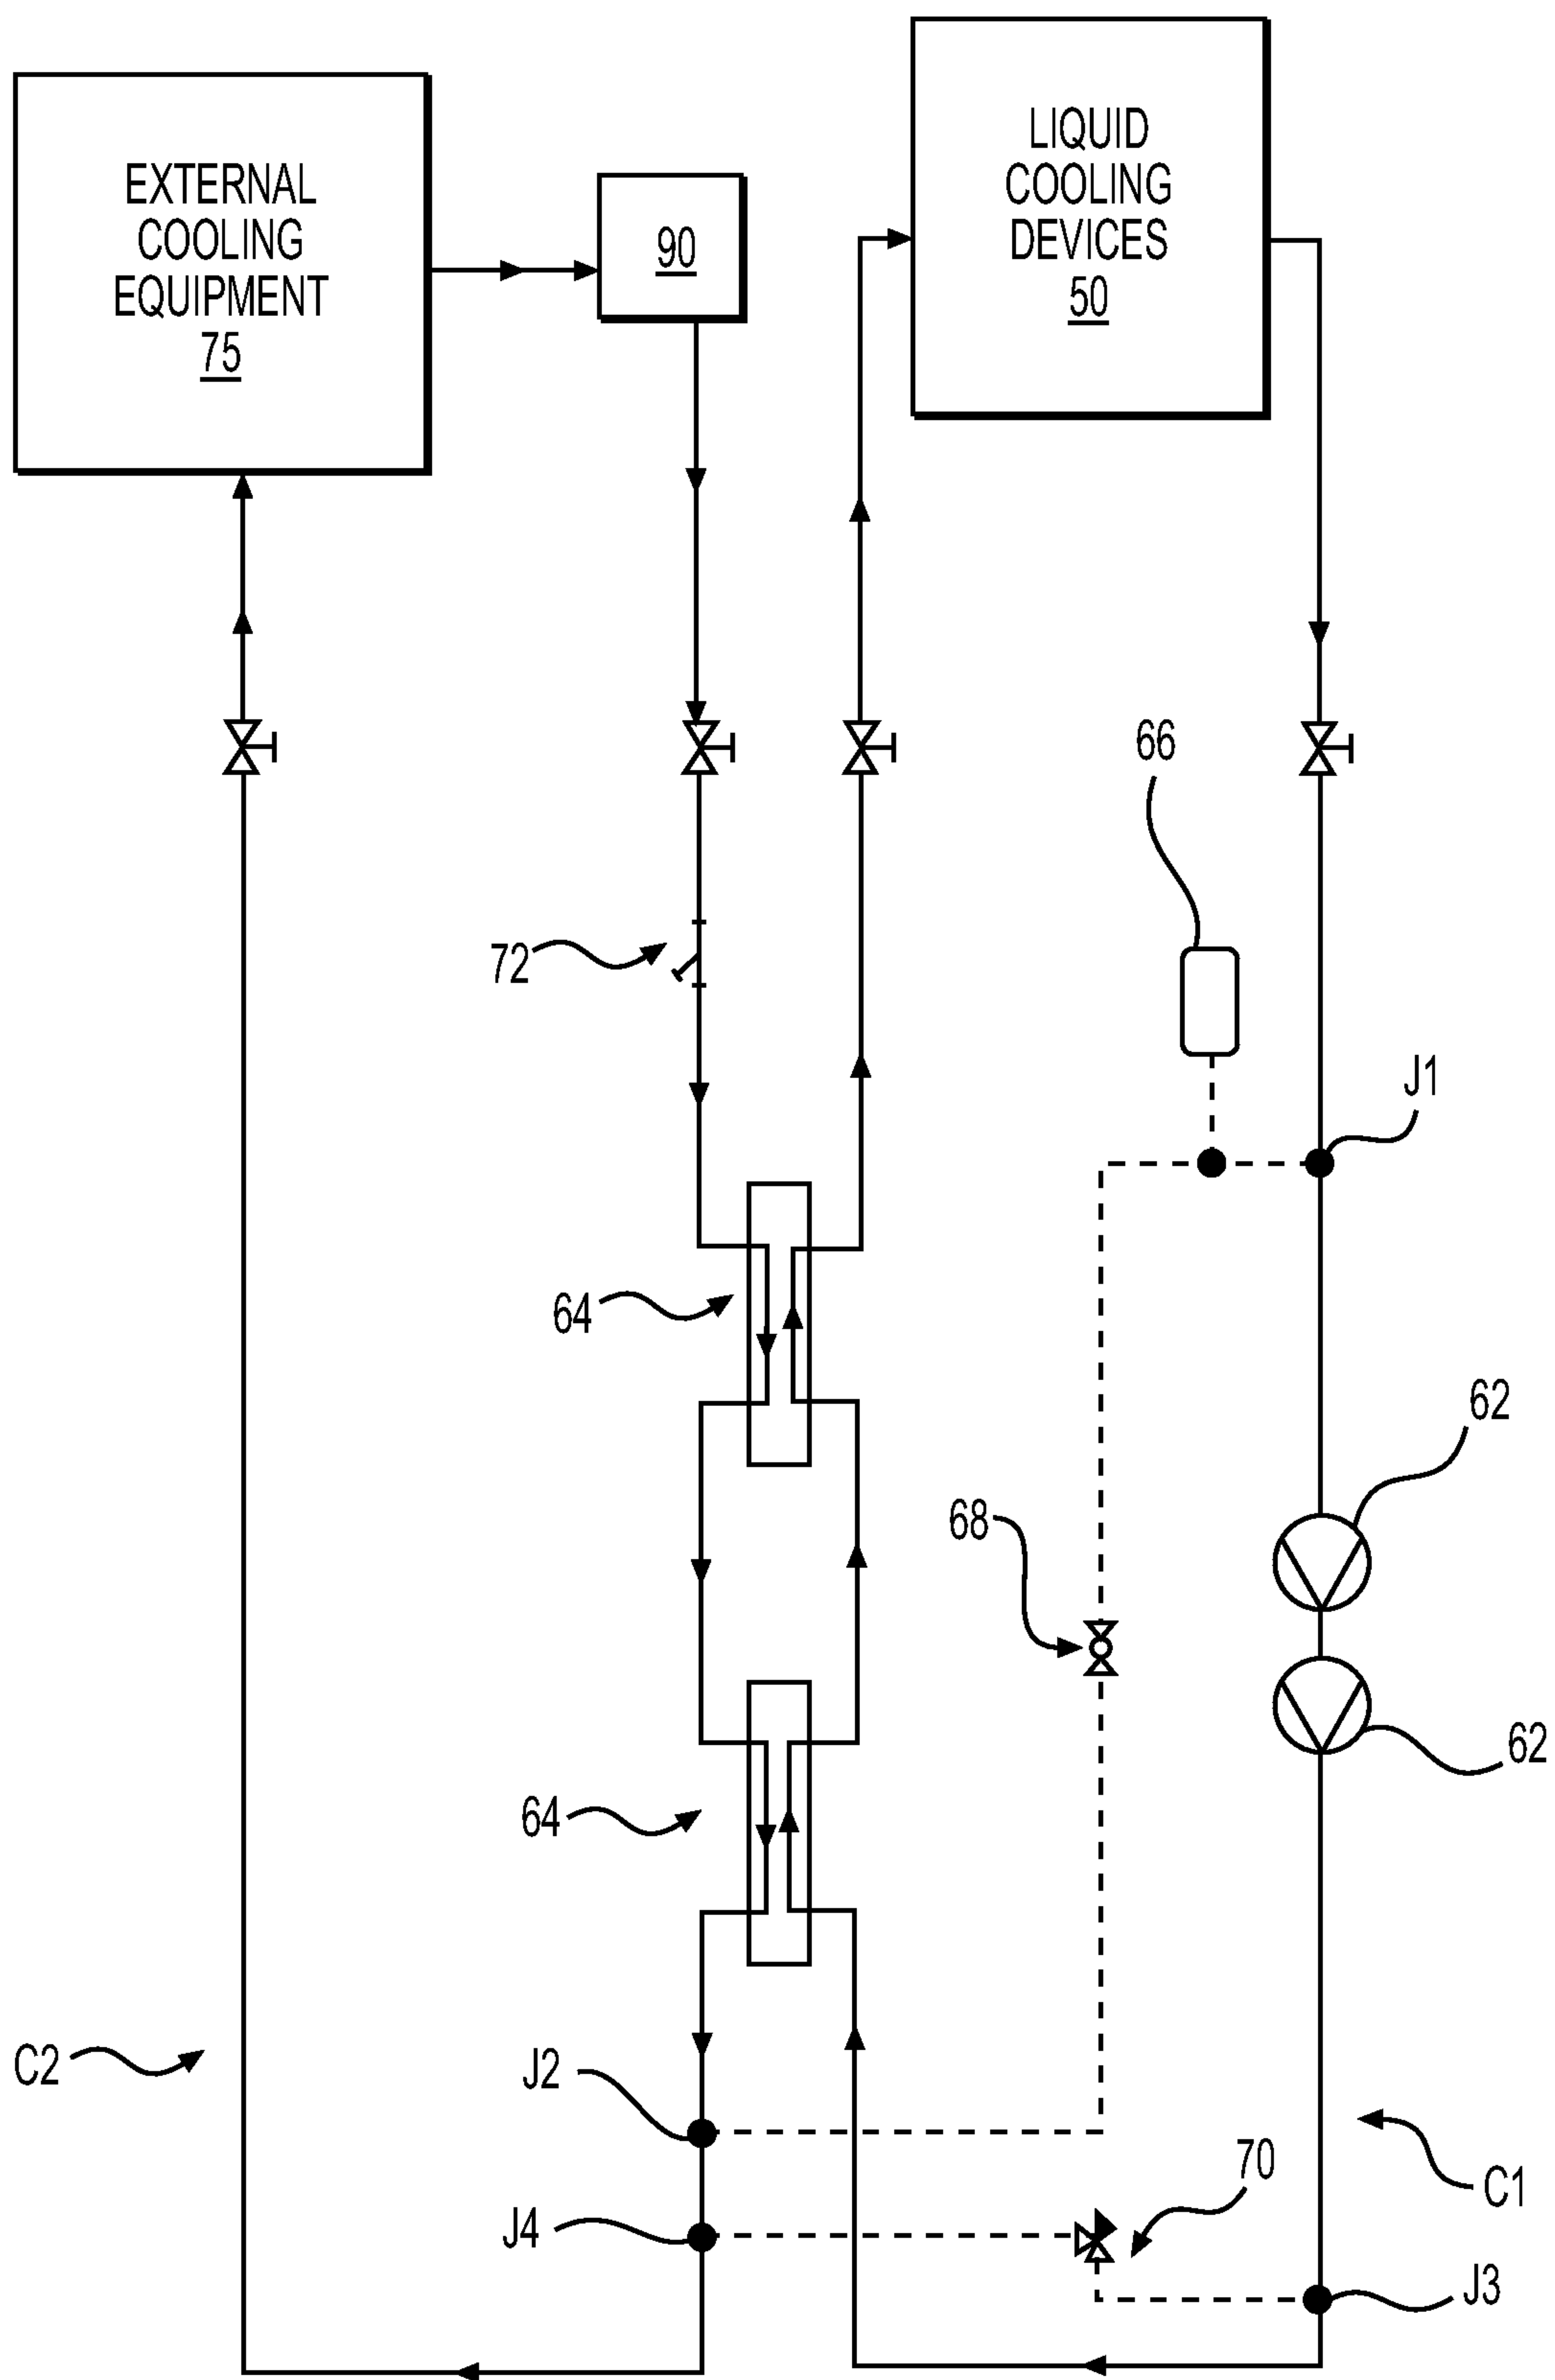 EXTERNAL
COOLING
EQUIPMENT
75
90
LIQUID
COOLING
DEVICES
50
66
72
J1
64
62
68
62
64
C2
J2
70
C1
J4
J3